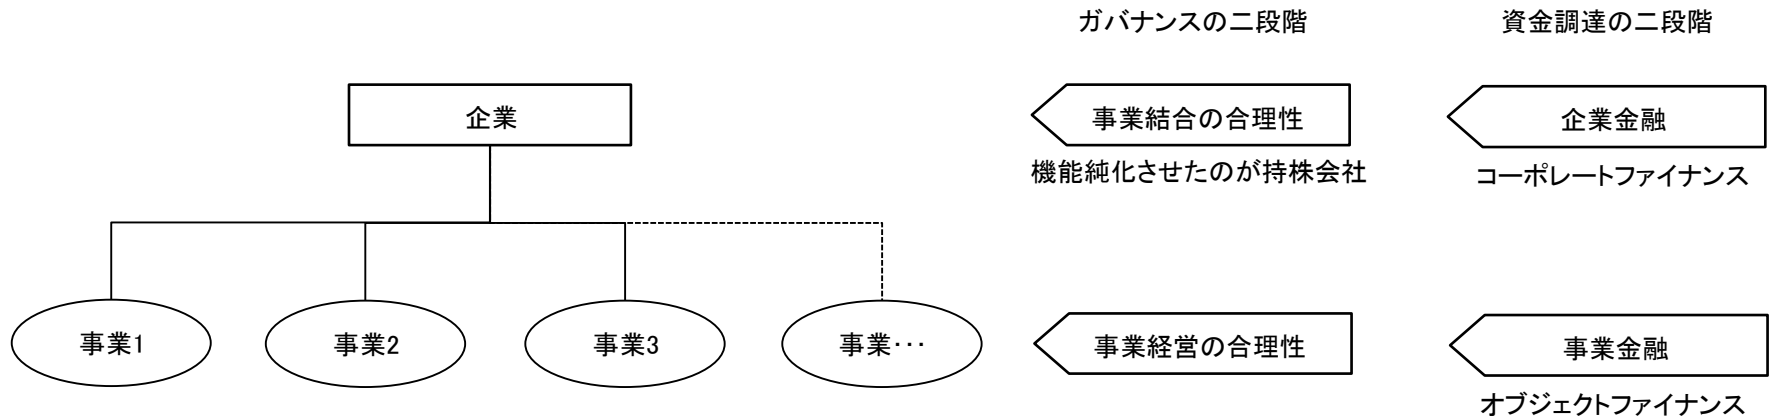 ガバナンスの二段階
資金調達の二段階
企業
事業結合の合理性
企業金融
機能純化させたのが持株会社
コーポレートファイナンス
事業1
事業2
事業3
事業･･･
事業経営の合理性
事業金融
オブジェクトファイナンス